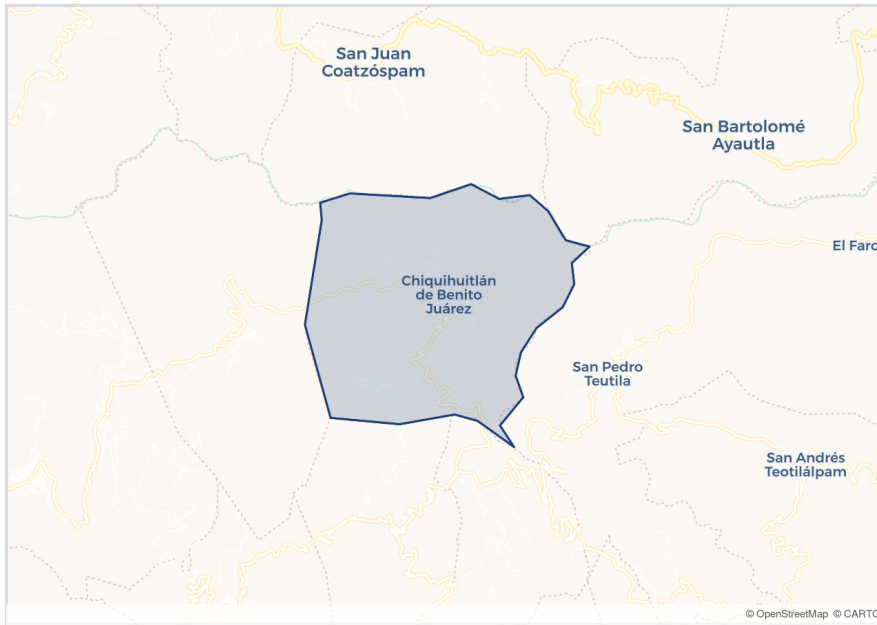 San Juan
Coatzóspam
San Bartolomé
Ayautla
El Faro
Chiquihuitlán
de Benito
Juárez
San Pedro
Teutila
San Andrés
Teotilálpam
© OpenStreetMap © CARTO